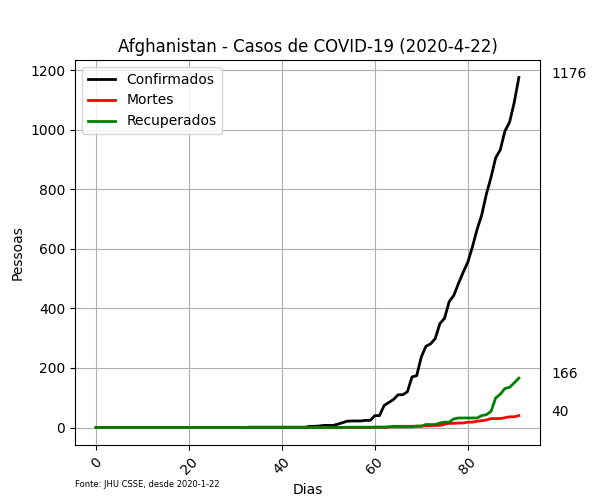 Afghanistan - Casos de COVID-19 (2020-4-22)
Confirmados
Mortes
Recuperados
1200
1000
800
600
400
200
0
Pessoas
1176
166
40
0
20
40
60
80
Dias
Fonte: JHU CSSE, desde 2020-1-22